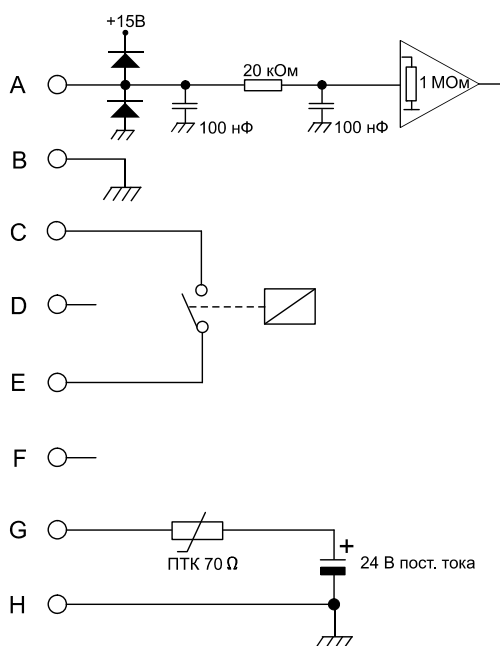 +15В
A
20 кОм
1 МОм
100 нФ
100 нФ
B
C
D
E
F
G
ПТК 70 Ω
+
24 В пост. тока
H